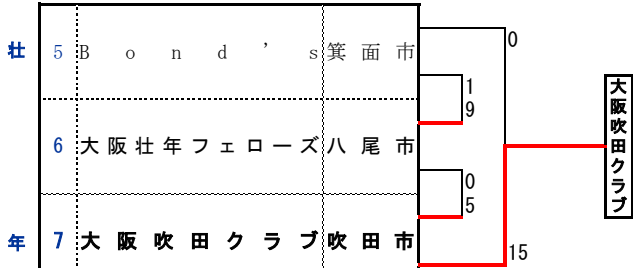 壮 5 Bond's 箕面市 0
1
9
6 大阪壮年フェローズ 八尾市
0
5
年 7 大阪吹田クラブ 吹田市 15
大阪吹田クラブ